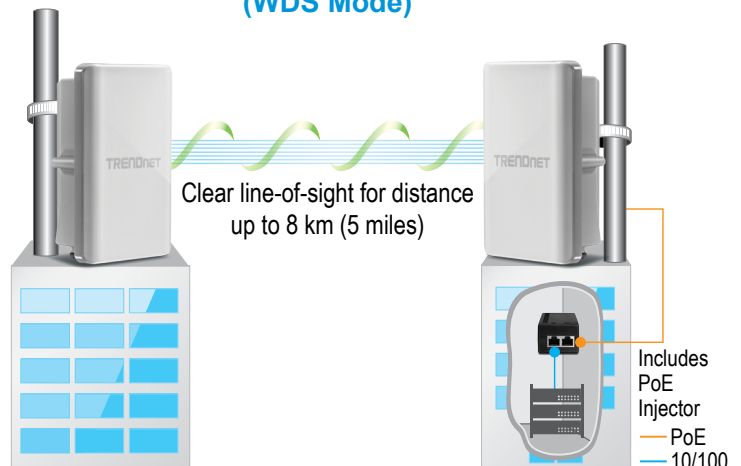 (WDS Mode)
TRENDNET
TRENDNET
Clear line-of-sight for distance
up to 8 km (5 miles)
Includes
PoE
Injector
PoE
10/100